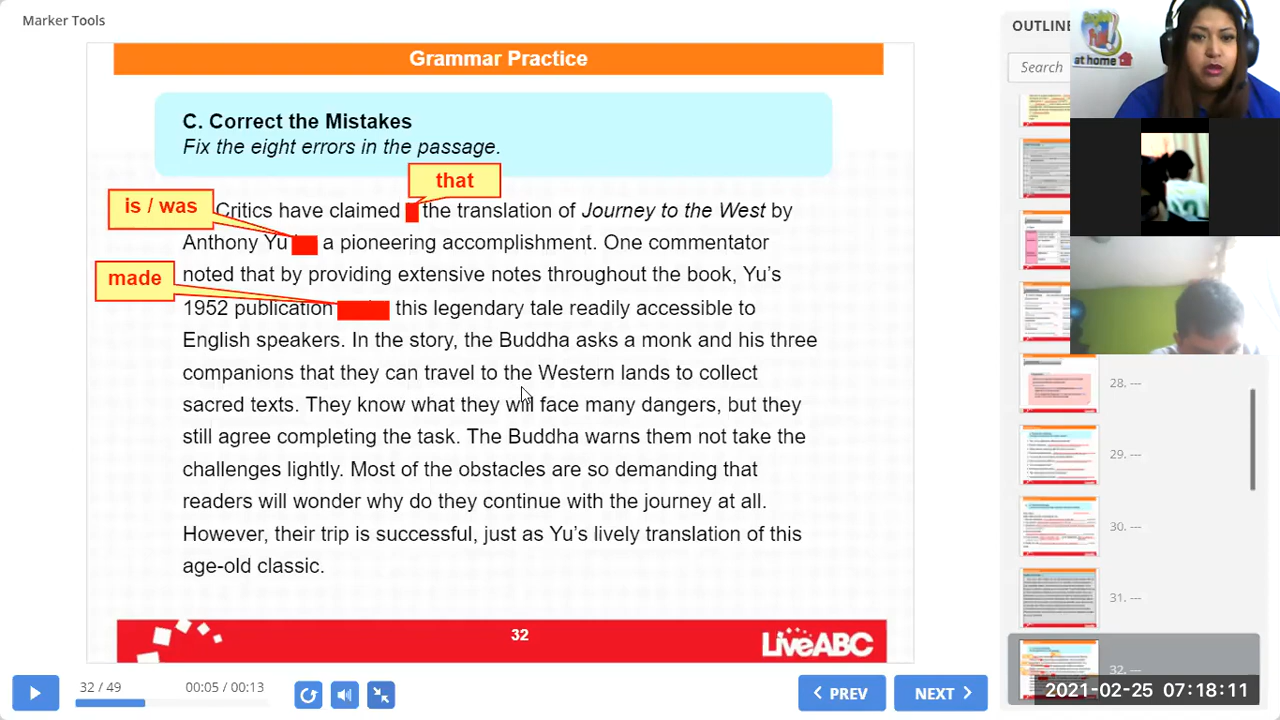 Marker Tools
OUTLINE
at home
Search
Grammar Practice
C. Correct the Mistakes
Fix the eight errors in the passage.
that
is / was
Critics have claimed the translation of Journey to the West by
Anthony Yu pioneering accomplishment. One commentator
made
noted that by providing extensive notes throughout the book, Yu's
1952 publication the legendary tale easily accessible to
English speakers. In the story, the Buddha asks a monk and his three
companions that they can travel to the Western lands to collect
sacred texts. They know what they will face many dangers but they
still agree completing the task. The Buddha warns them not take the
challenges lightly. Some of the obstacles are so demanding that
readers will wonder why do they continue with the journey at all.
However, their trip is successful, just as Yu's lively translation of this
age-old classic.
32
LiveABC
28. ---
29. ---
30. ---
31. ---
32. ---
32 / 49
00:05 / 00:13
PREV
NEXT
2021-02-25 07:18:11